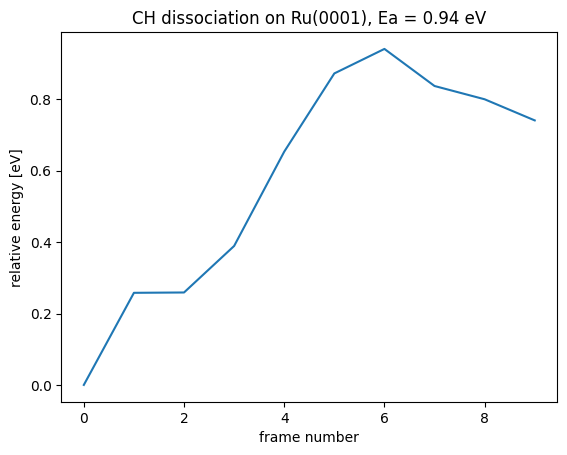 CH dissociation on Ru(0001), Ea = 0.94 eV
relative energy [eV]
0.8
0.6
0.4
0.2
0.0
0 2 4 6 8
frame number